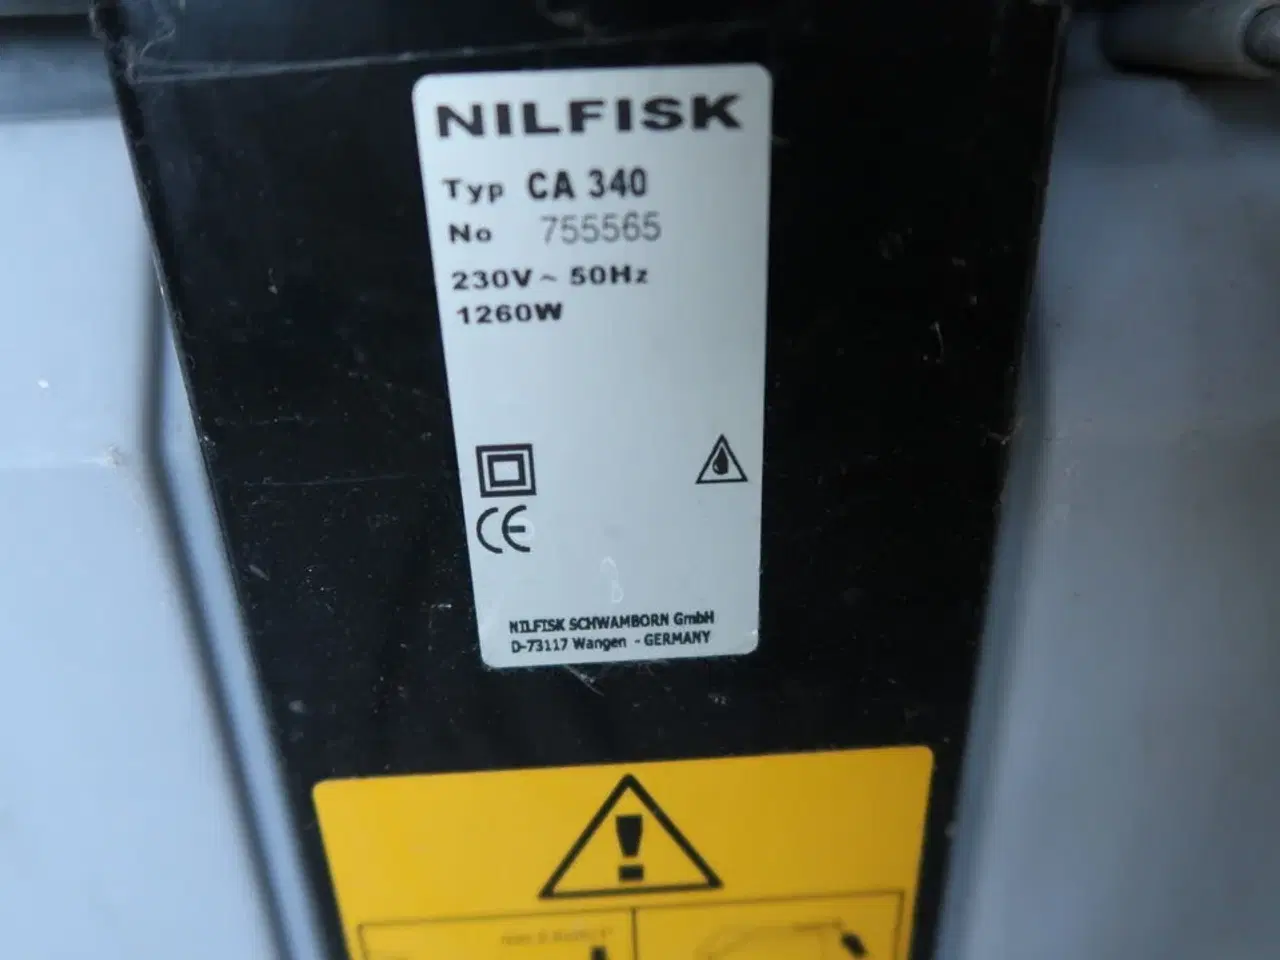 NILFISK
Typ CA 340
No 755565
230V ~ 50Hz
1260W
CE
NILFISK SCHWAMBORN GmbH
D-73117 Wangen - GERMANY